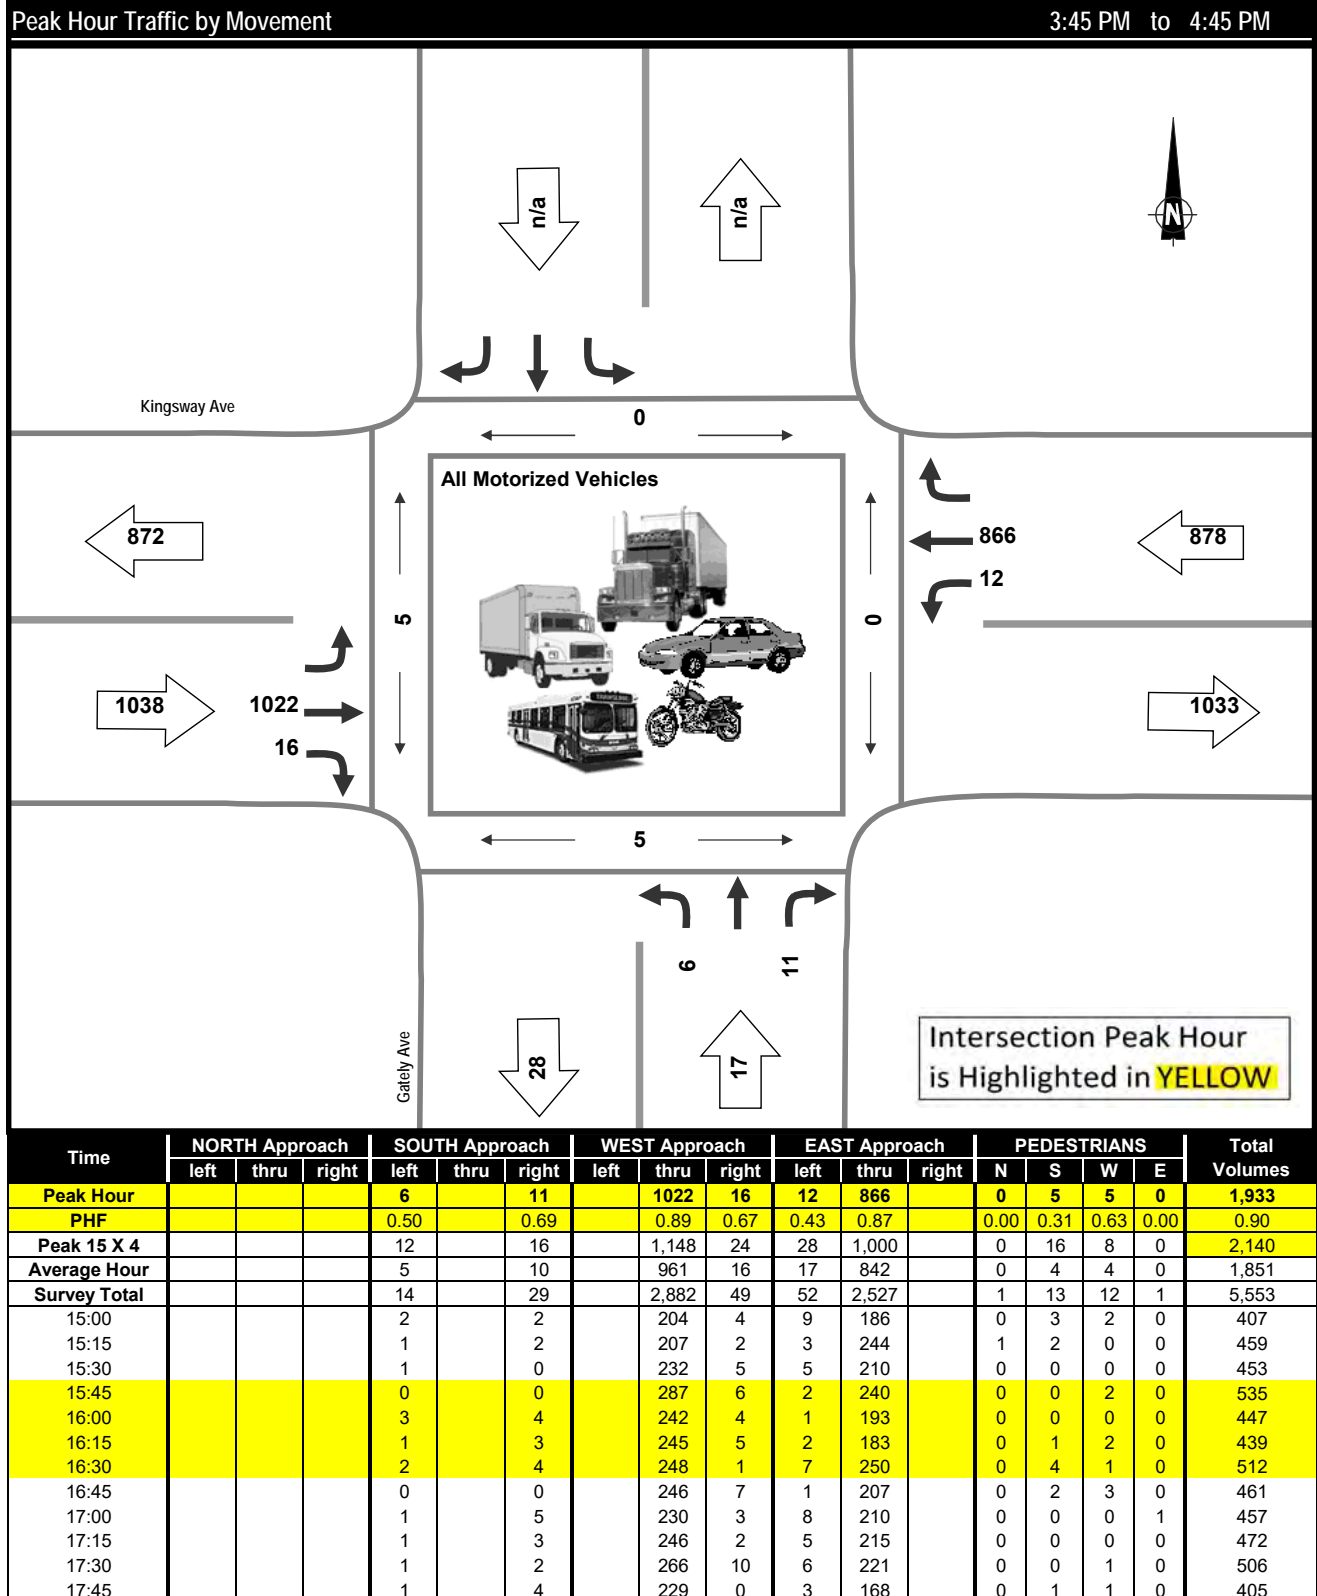 Peak Hour Traffic by Movement 3:45 PM to 4:45 PM
n/a n/a
N
Kingsway Ave
0
All Motorized Vehicles
872
866 878
12
5 0
1038 1022 1033
16
5
6 11
Gately Ave
28 17
Intersection Peak Hour
is Highlighted in YELLOW
Time NORTH Approach SOUTH Approach WEST Approach EAST Approach PEDESTRIANS Total
left thru right left thru right left thru right left thru right N S W E Volumes
Peak Hour 6 11 1022 16 12 866 0 5 5 0 1,933
PHF 0.50 0.69 0.89 0.67 0.43 0.87 0.00 0.31 0.63 0.00 0.90
Peak 15 X 4 12 16 1,148 24 28 1,000 0 16 8 0 2,140
Average Hour 5 10 961 16 17 842 0 4 4 0 1,851
Survey Total 14 29 2,882 49 52 2,527 1 13 12 1 5,553
15:00 2 2 204 4 9 186 0 3 2 0 407
15:15 1 2 207 2 3 244 1 2 0 0 459
15:30 1 0 232 5 5 210 0 0 0 0 453
15:45 0 0 287 6 2 240 0 0 2 0 535
16:00 3 4 242 4 1 193 0 0 0 0 447
16:15 1 3 245 5 2 183 0 1 2 0 439
16:30 2 4 248 1 7 250 0 4 1 0 512
16:45 0 0 246 7 1 207 0 2 3 0 461
17:00 1 5 230 3 8 210 0 0 0 1 457
17:15 1 3 246 2 5 215 0 0 0 0 472
17:30 1 2 266 10 6 221 0 0 1 0 506
17:45 1 4 229 0 3 168 0 1 1 0 405